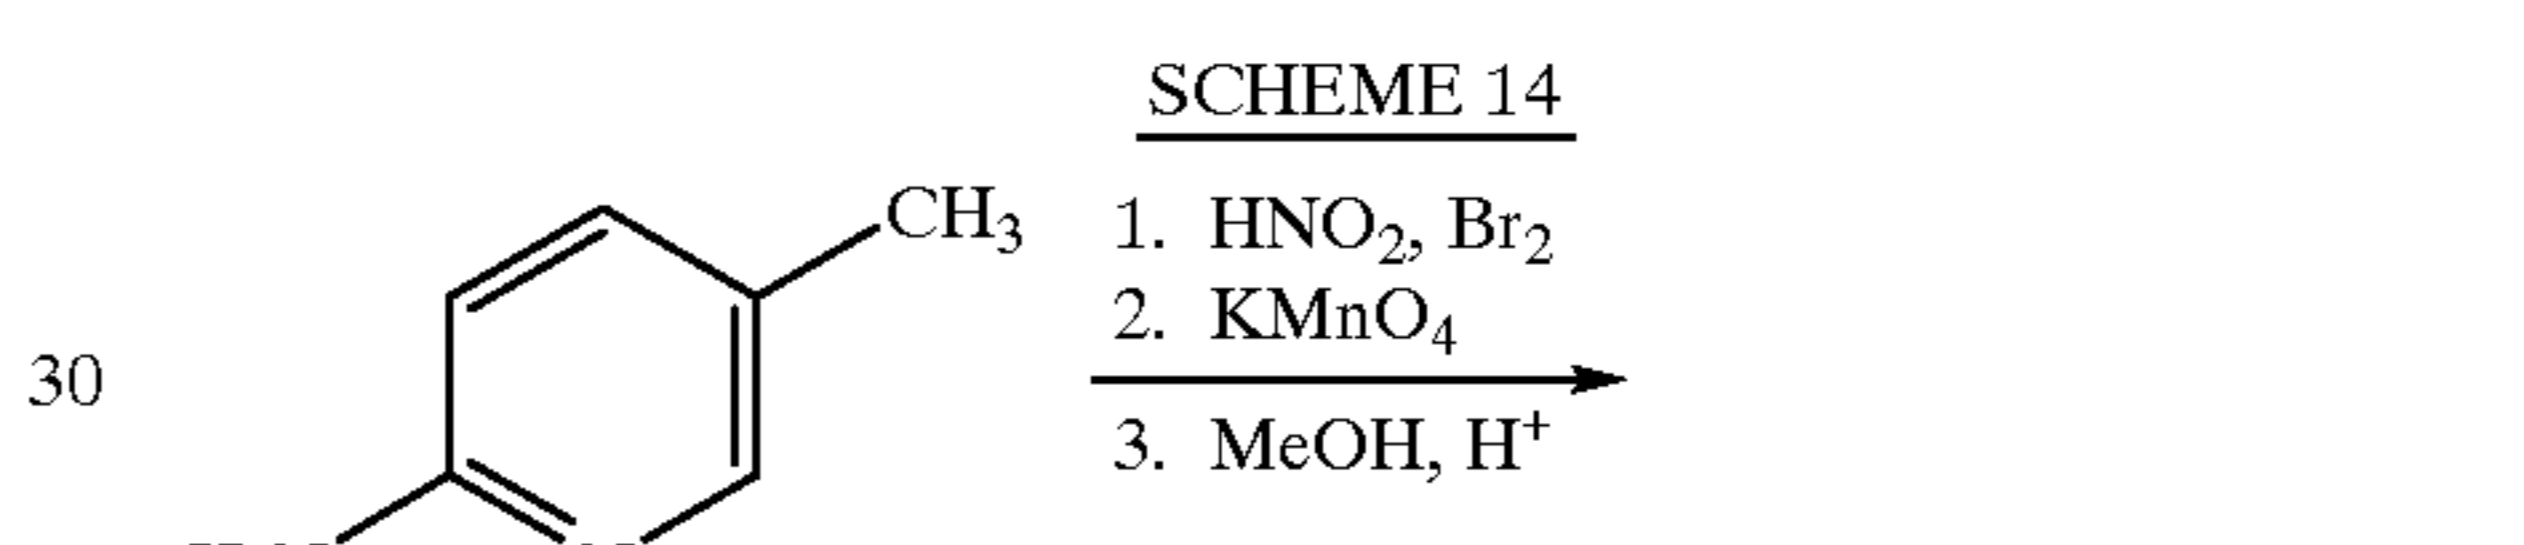 SCHEME 14
CH₃
1. HNO₂, Br₂
2. KMnO₄
30
3. MeOH, H⁺